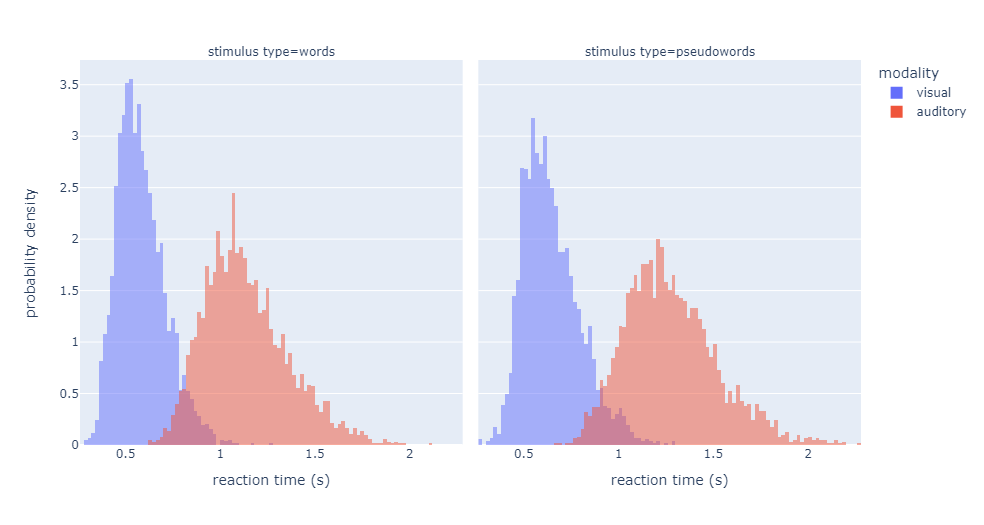 stimulus type=words
stimulus type=pseudowords
modality
visual
auditory
probability density
3.5
3
2.5
2
1.5
1
0.5
0
0.5
1
1.5
2
0.5
1
1.5
2
reaction time (s)
reaction time (s)